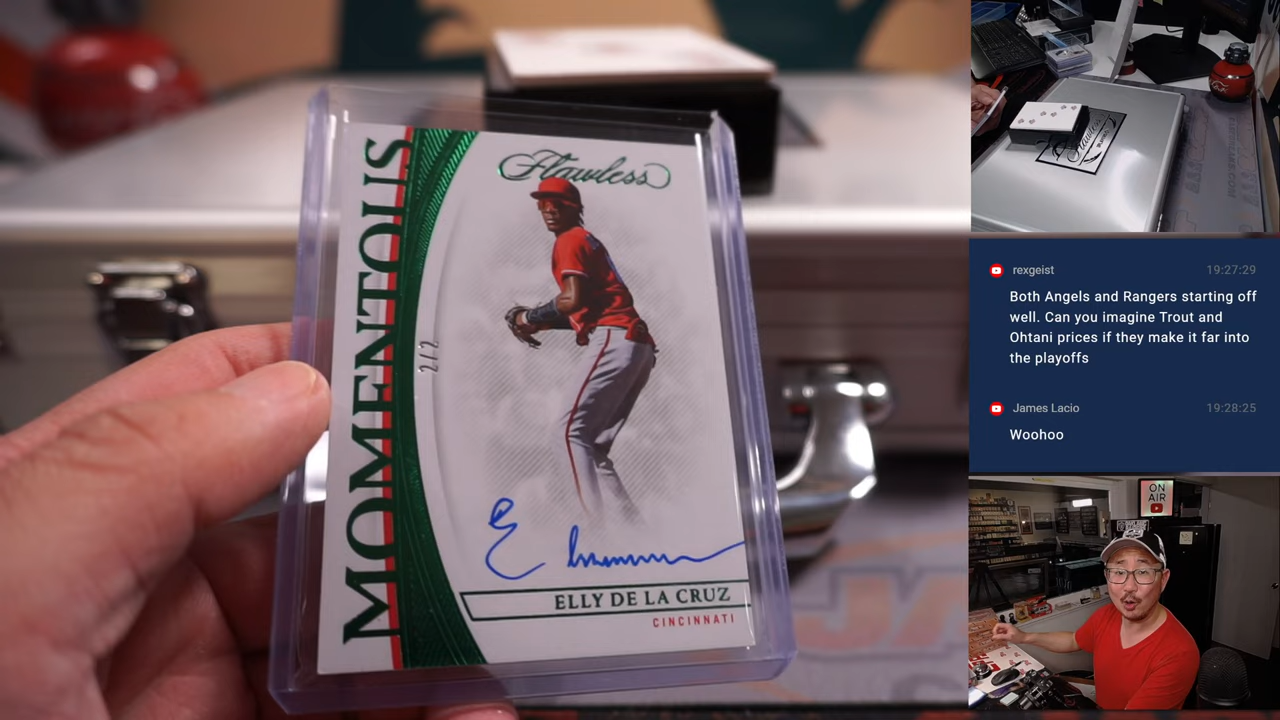 Flawless
MOMENTOUS
2/2
ELLY DE LA CRUZ
CINCINNATI
Flawless
rexgeist 19:27:29
Both Angels and Rangers starting off
well. Can you imagine Trout and
Ohtani prices if they make it far into
the playoffs
James Lacio 19:28:25
Woohoo
ON
AIR